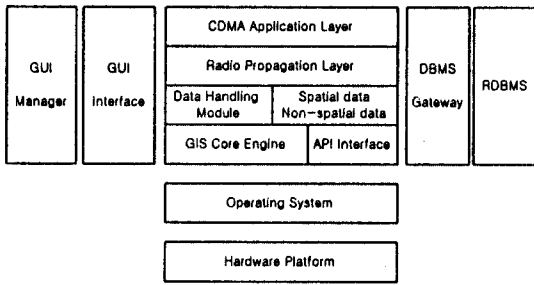 GUI
Manager
GUI
Interface
CDMA Application Layer
Radio Propagation Layer
Data Handling
Module
Spatial data
Non-spatial data
GIS Core Engine
API Interface
DBMS
Gateway
RDBMS
Operating System
Hardware Platform